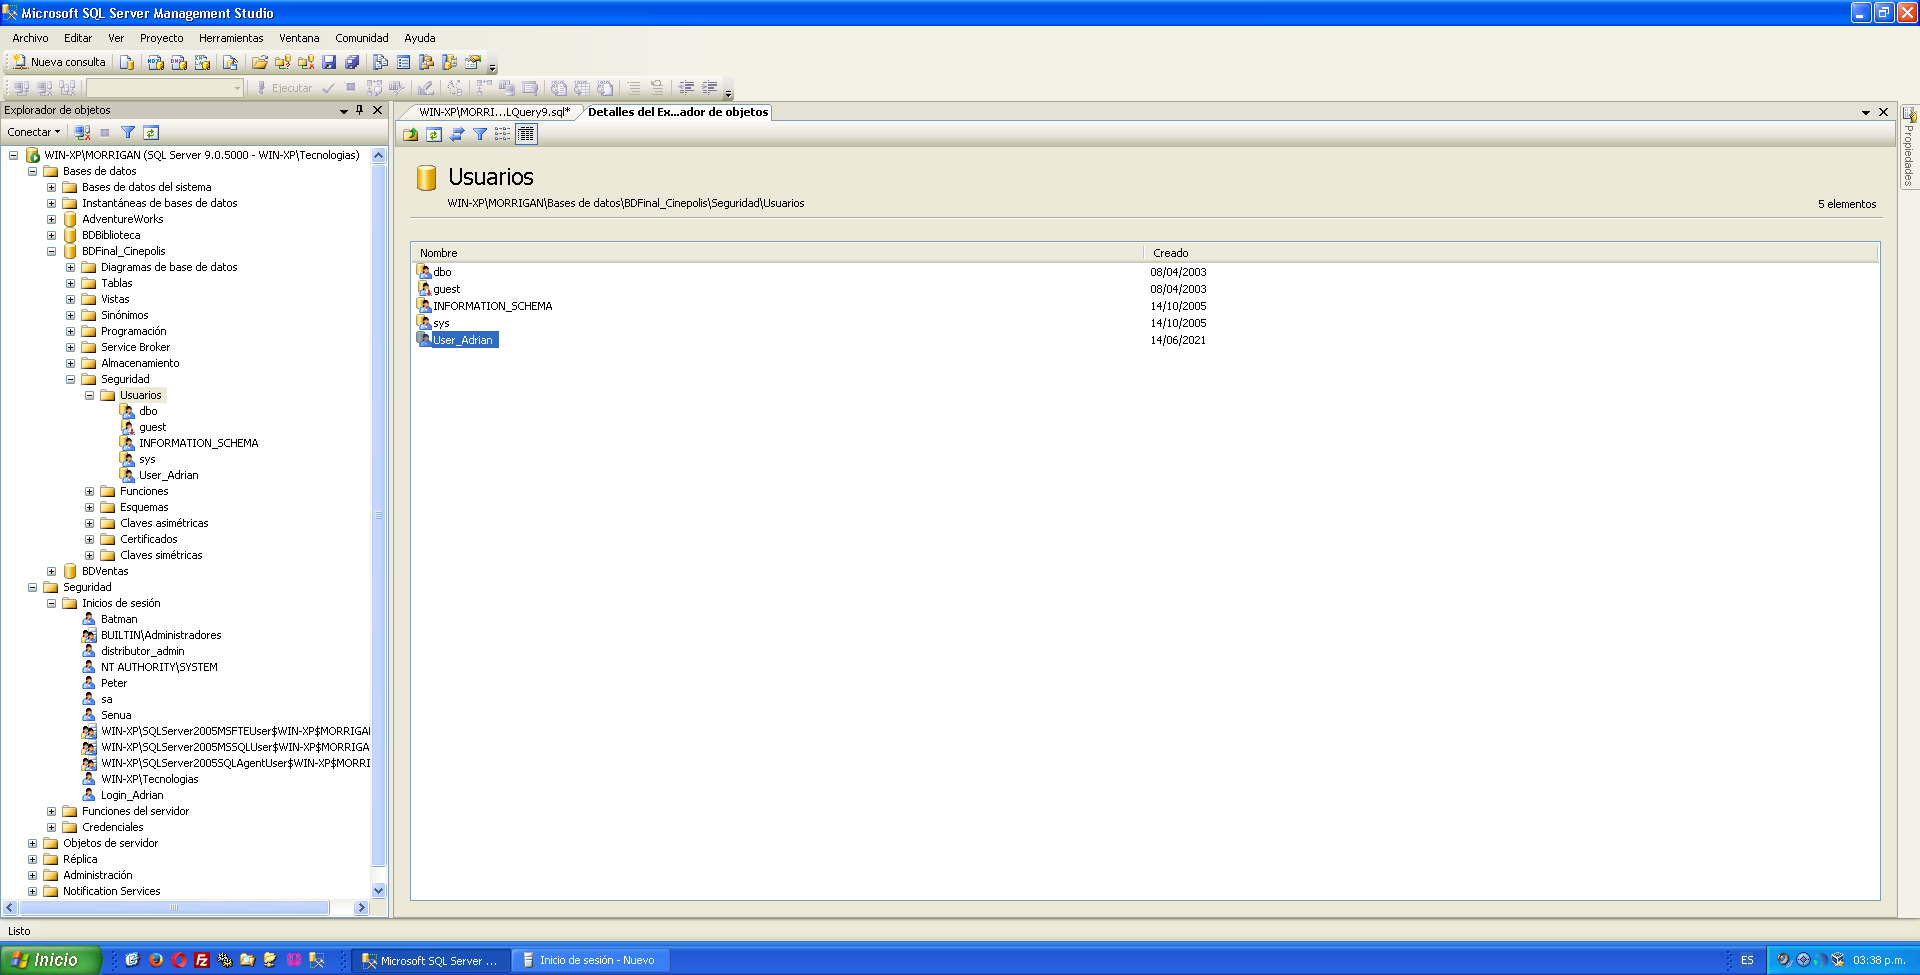 Microsoft SQL Server Management Studio
Archivo Editar Ver Proyecto Herramientas Ventana Comunidad Ayuda
Nueva consulta
Ejecutar
Explorador de objetos
Conectar
WIN-XP\MORRIGAN (SQL Server 9.0.5000 - WIN-XP\Tecnologias)
Bases de datos
Bases de datos del sistema
Instantáneas de bases de datos
AdventureWorks
BDBiblioteca
BDFinal_Cinepolis
Diagramas de base de datos
Tablas
Vistas
Sinónimos
Programación
Service Broker
Almacenamiento
Seguridad
Usuarios
dbo
guest
INFORMATION_SCHEMA
sys
User_Adrian
Funciones
Esquemas
Claves asimétricas
Certificados
Claves simétricas
BDVentas
Seguridad
Inicios de sesión
Batman
BUILTIN\Administradores
distributor_admin
NT AUTHORITY\SYSTEM
Peter
sa
Senua
WIN-XP\SQLServer2005MSFTEUser$WIN-XP$MORRIGAN
WIN-XP\SQLServer2005MSSQLUser$WIN-XP$MORRIGA
WIN-XP\SQLServer2005SQLAgentUser$WIN-XP$MORRI
WIN-XP\Tecnologias
Login_Adrian
Funciones del servidor
Credenciales
Objetos de servidor
Réplica
Administración
Notification Services
WIN-XP\MORRI...LQuery9.sql* Detalles del Ex...ador de objetos
Usuarios
WIN-XP\MORRIGAN\Bases de datos\BDFinal_Cinepolis\Seguridad\Usuarios 5 elementos
Nombre Creado
dbo 08/04/2003
guest 08/04/2003
INFORMATION_SCHEMA 14/10/2005
sys 14/10/2005
User_Adrian 14/06/2021
Propiedades
Listo
Inicio Microsoft SQL Server ... Inicio de sesión - Nuevo ES 03:38 p.m.